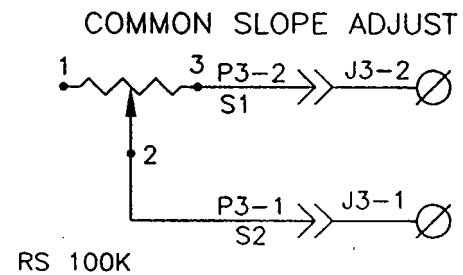 COMMON SLOPE ADJUST
1 3 P3-2 J3-2
S1
2
P3-1 J3-1
S2
RS 100K